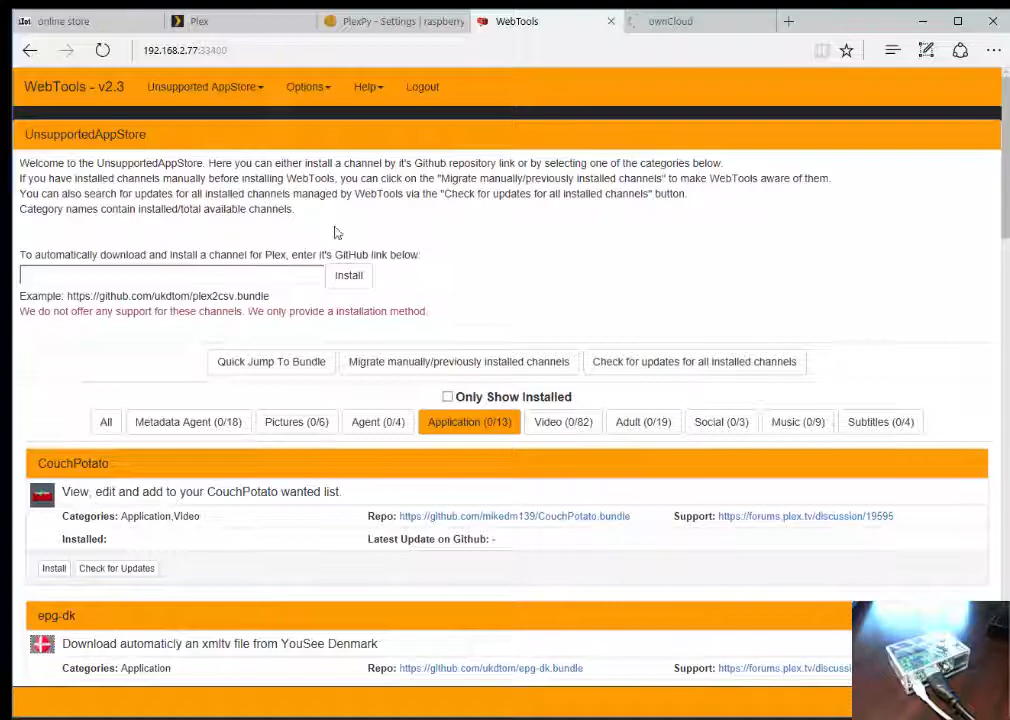 online store
Plex
PlexPy - Settings | raspberry
WebTools
ownCloud
192.168.2.77:33400
WebTools - v2.3
Unsupported AppStore
Options
Help
Logout
UnsupportedAppStore
Welcome to the UnsupportedAppStore. Here you can either install a channel by it's Github repository link or by selecting one of the categories below.
If you have installed channels manually before installing WebTools, you can click on the "Migrate manually/previously installed channels" to make WebTools aware of them.
You can also search for updates for all installed channels managed by WebTools via the "Check for updates for all installed channels" button.
Category names contain installed/total available channels.
To automatically download and install a channel for Plex, enter it's GitHub link below:
Install
Example: https://github.com/ukdtom/plex2csv.bundle
We do not offer any support for these channels. We only provide a installation method.
Quick Jump To Bundle
Migrate manually/previously installed channels
Check for updates for all installed channels
Only Show Installed
All
Metadata Agent (0/18)
Pictures (0/6)
Agent (0/4)
Application (0/13)
Video (0/82)
Adult (0/19)
Social (0/3)
Music (0/9)
Subtitles (0/4)
CouchPotato
View, edit and add to your CouchPotato wanted list.
Categories: Application,Video
Repo: https://github.com/mikedm139/CouchPotato.bundle
Support: https://forums.plex.tv/discussion/19595
Installed:
Latest Update on Github: -
Install
Check for Updates
epg-dk
Download automaticly an xmltv file from YouSee Denmark
Categories: Application
Repo: https://github.com/ukdtom/epg-dk.bundle
Support: https://forums.plex.tv/discussi